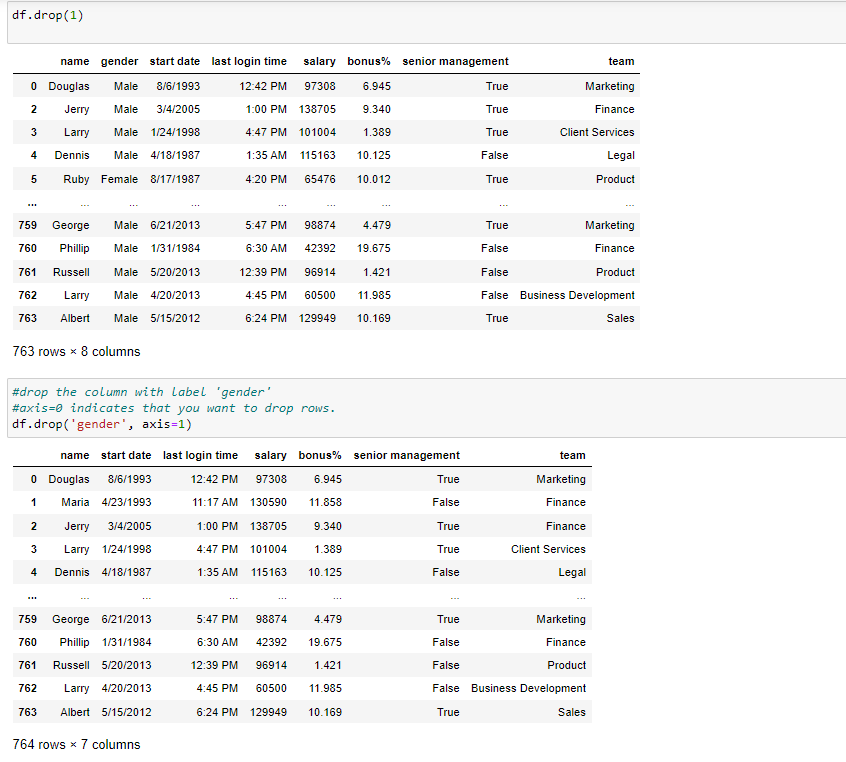 df.drop(1)
name gender start date last login time salary bonus% senior management team
0 Douglas Male 8/6/1993 12:42 PM 97308 6.945 True Marketing
2 Jerry Male 3/4/2005 1:00 PM 138705 9.340 True Finance
3 Larry Male 1/24/1998 4:47 PM 101004 1.389 True Client Services
4 Dennis Male 4/18/1987 1:35 AM 115163 10.125 False Legal
5 Ruby Female 8/17/1987 4:20 PM 65476 10.012 True Product
... ... ... ... ... ... ... ... ...
759 George Male 6/21/2013 5:47 PM 98874 4.479 True Marketing
760 Phillip Male 1/31/1984 6:30 AM 42392 19.675 False Finance
761 Russell Male 5/20/2013 12:39 PM 96914 1.421 False Product
762 Larry Male 4/20/2013 4:45 PM 60500 11.985 False Business Development
763 Albert Male 5/15/2012 6:24 PM 129949 10.169 True Sales
763 rows × 8 columns
#drop the column with label 'gender'
#axis=0 indicates that you want to drop rows.
df.drop('gender', axis=1)
name start date last login time salary bonus% senior management team
0 Douglas 8/6/1993 12:42 PM 97308 6.945 True Marketing
1 Maria 4/23/1993 11:17 AM 130590 11.858 False Finance
2 Jerry 3/4/2005 1:00 PM 138705 9.340 True Finance
3 Larry 1/24/1998 4:47 PM 101004 1.389 True Client Services
4 Dennis 4/18/1987 1:35 AM 115163 10.125 False Legal
... ... ... ... ... ... ... ...
759 George 6/21/2013 5:47 PM 98874 4.479 True Marketing
760 Phillip 1/31/1984 6:30 AM 42392 19.675 False Finance
761 Russell 5/20/2013 12:39 PM 96914 1.421 False Product
762 Larry 4/20/2013 4:45 PM 60500 11.985 False Business Development
763 Albert 5/15/2012 6:24 PM 129949 10.169 True Sales
764 rows × 7 columns